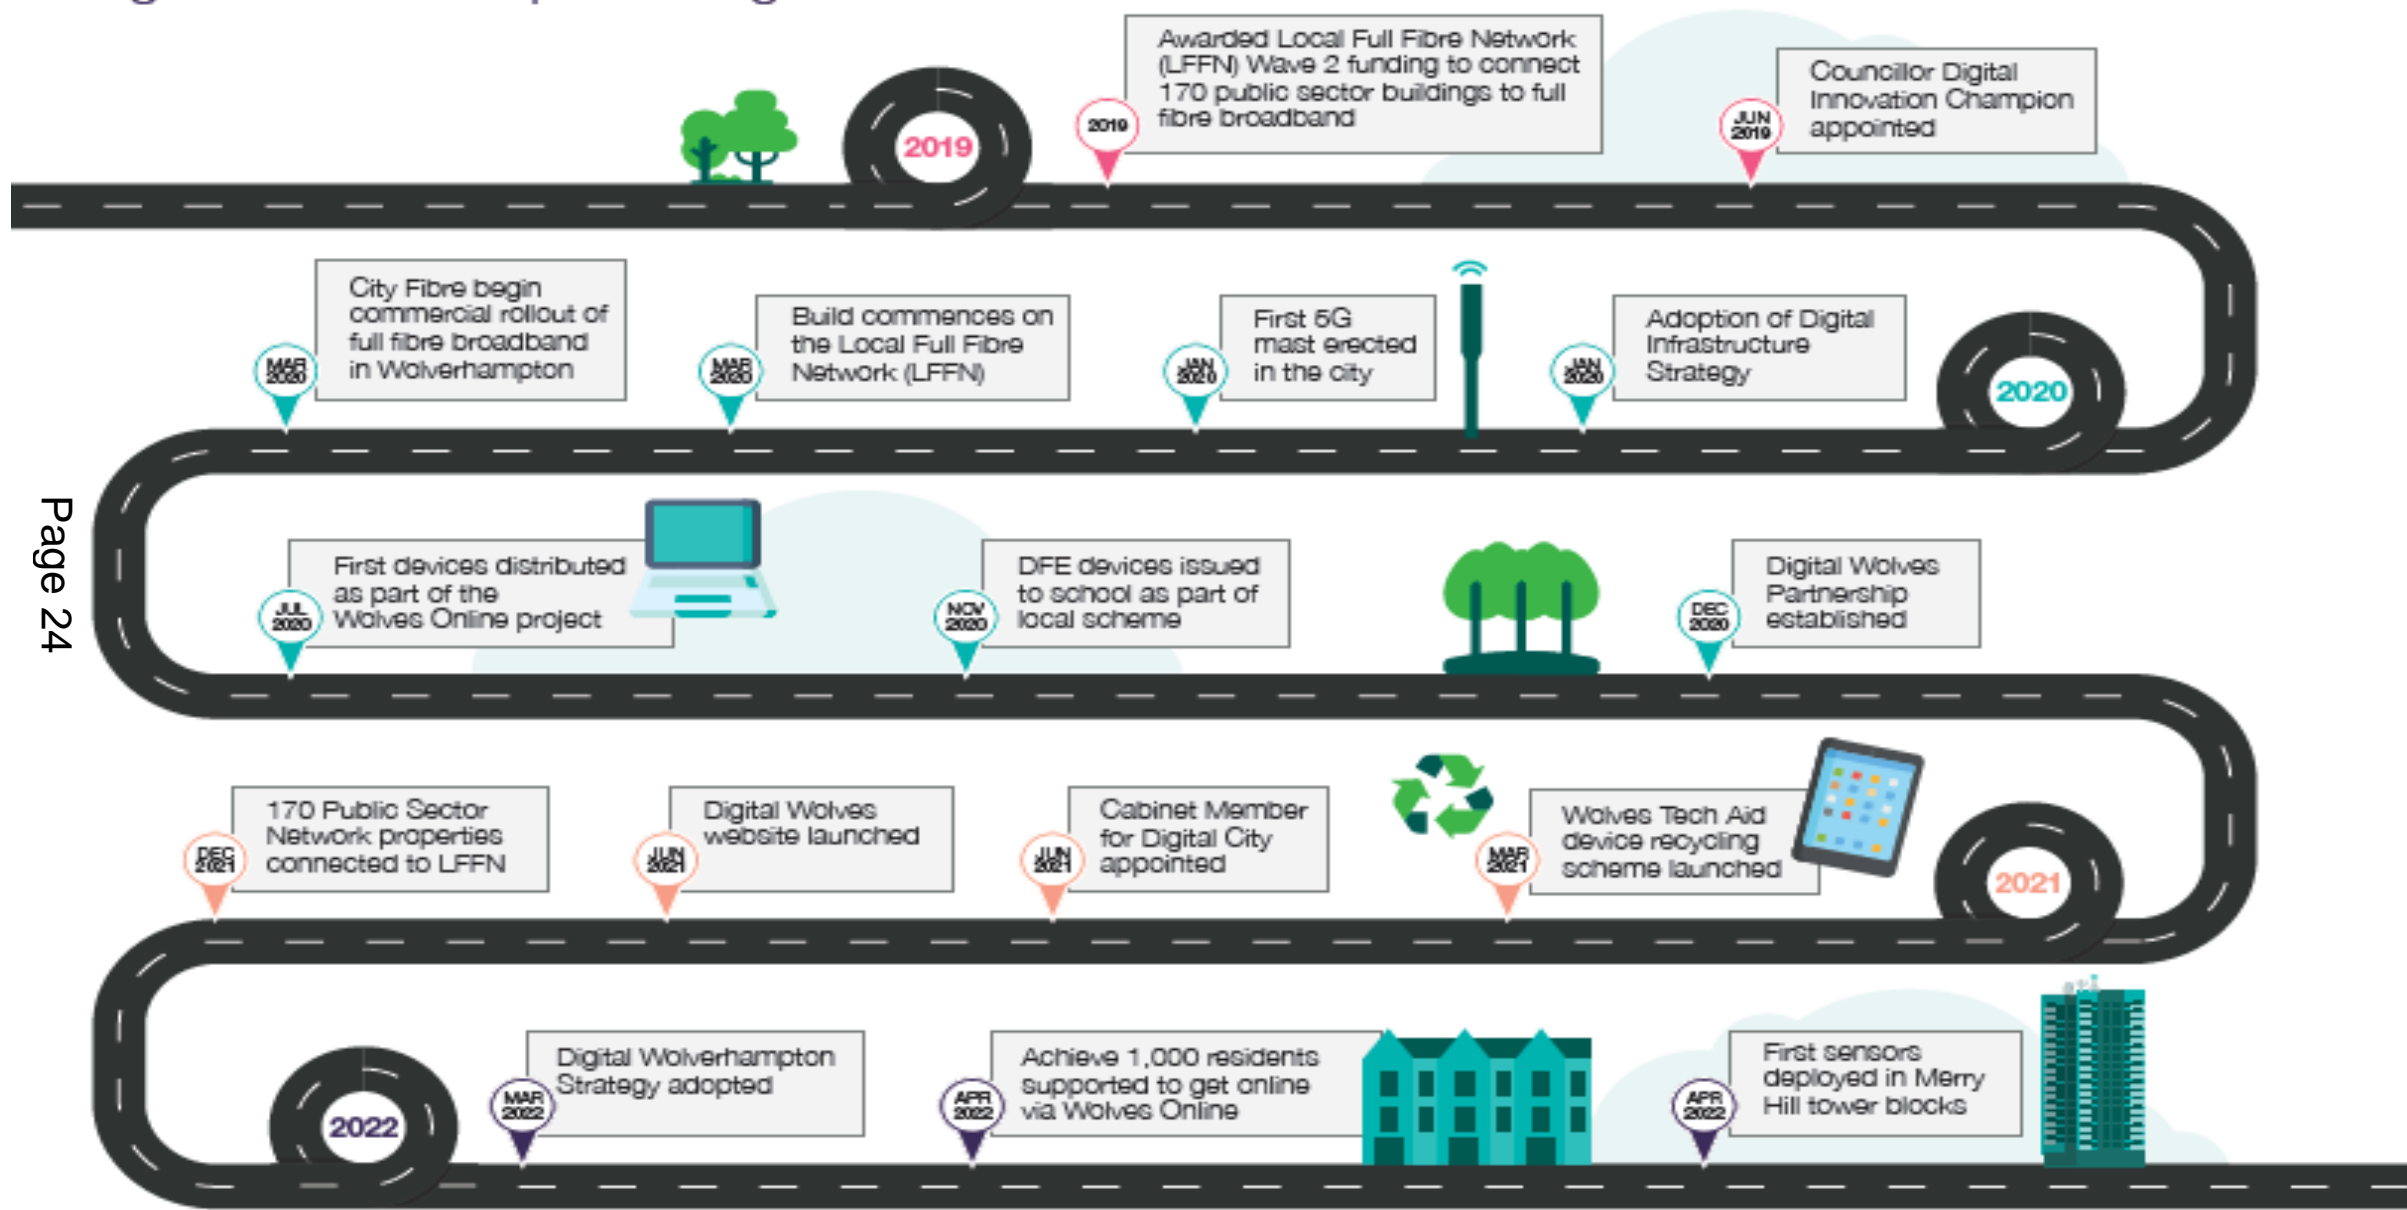 2019
2019
Awarded Local Full Fibre Network
(LFFN) Wave 2 funding to connect
170 public sector buildings to full
fibre broadband
JUN
2019
Councillor Digital
Innovation Champion
appointed
MAR
2020
City Fibre begin
commercial rollout of
full fibre broadband
in Wolverhampton
MAR
2020
Build commences on
the Local Full Fibre
Network (LFFN)
JAN
2020
First 5G
mast erected
in the city
JAN
2020
Adoption of Digital
Infrastructure
Strategy
2020
Page 24
JUL
2020
First devices distributed
as part of the
Wolves Online project
NOV
2020
DFE devices issued
to school as part of
local scheme
DEC
2020
Digital Wolves
Partnership
established
DEC
2021
170 Public Sector
Network properties
connected to LFFN
JUN
2021
Digital Wolves
website launched
JUN
2021
Cabinet Member
for Digital City
appointed
MAR
2021
Wolves Tech Aid
device recycling
scheme launched
2021
2022
MAR
2022
Digital Wolverhampton
Strategy adopted
APR
2022
Achieve 1,000 residents
supported to get online
via Wolves Online
APR
2022
First sensors
deployed in Merry
Hill tower blocks